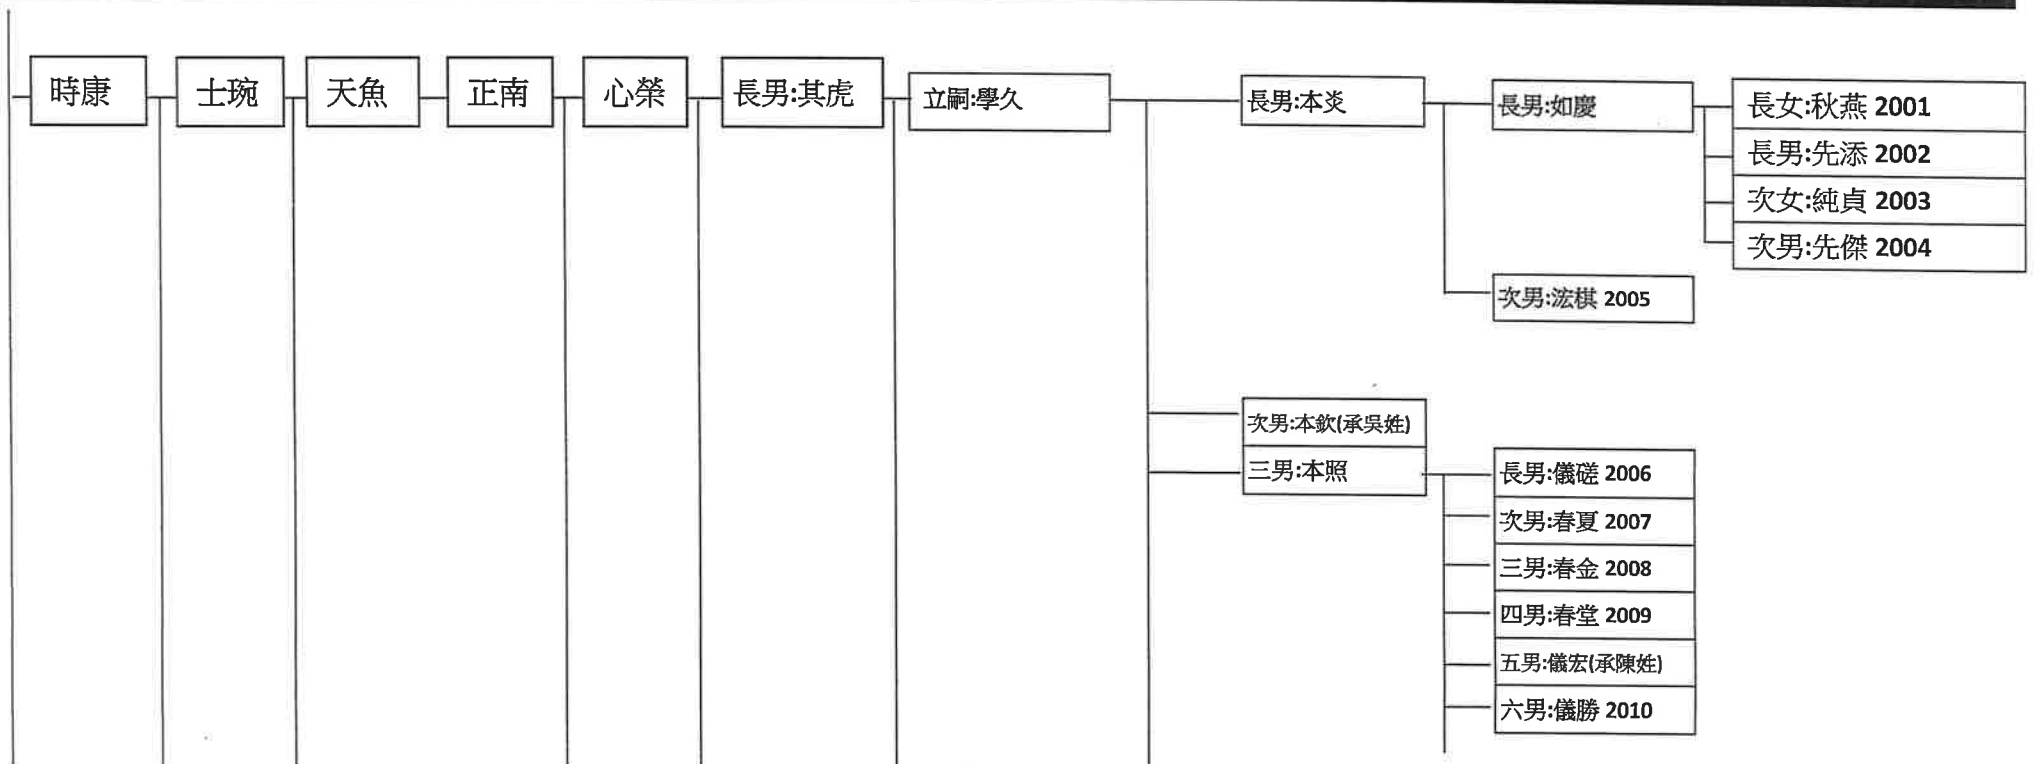 時康
士琬
天魚
正南
心榮
長男:其虎
立嗣:學久
長男:本炎
長男:如慶
長女:秋燕 2001
長男:先添 2002
次女:純貞 2003
次男:先傑 2004
次男:浤棋 2005
次男:本欽(承吳姓)
三男:本照
長男:儀磋 2006
次男:春夏 2007
三男:春金 2008
四男:春堂 2009
五男:儀宏(承陳姓)
六男:儀勝 2010